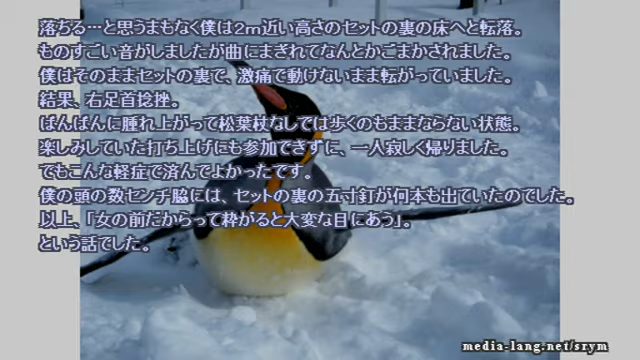 落ちる…と思うまもなく僕は２ｍ近い高さのセットの裏の床へと転落。
ものすごい音がしましたが曲にまぎれてなんとかごまかされました。
僕はそのままセットの裏で、激痛で動けないまま転がっていました。
結果、右足首捻挫。
ぱんぱんに腫れ上がって松葉杖なしでは歩くのもままならない状態。
楽しみしていた打ち上げにも参加できずに、一人寂しく帰りました。
でもこんな軽症で済んでよかったです。
僕の頭の数センチ脇には、セットの裏の五寸釘が何本も出ていたのでした。
以上、「女の前だからって粋がると大変な目にあう」。
という話でした。
media-lang.net/srym